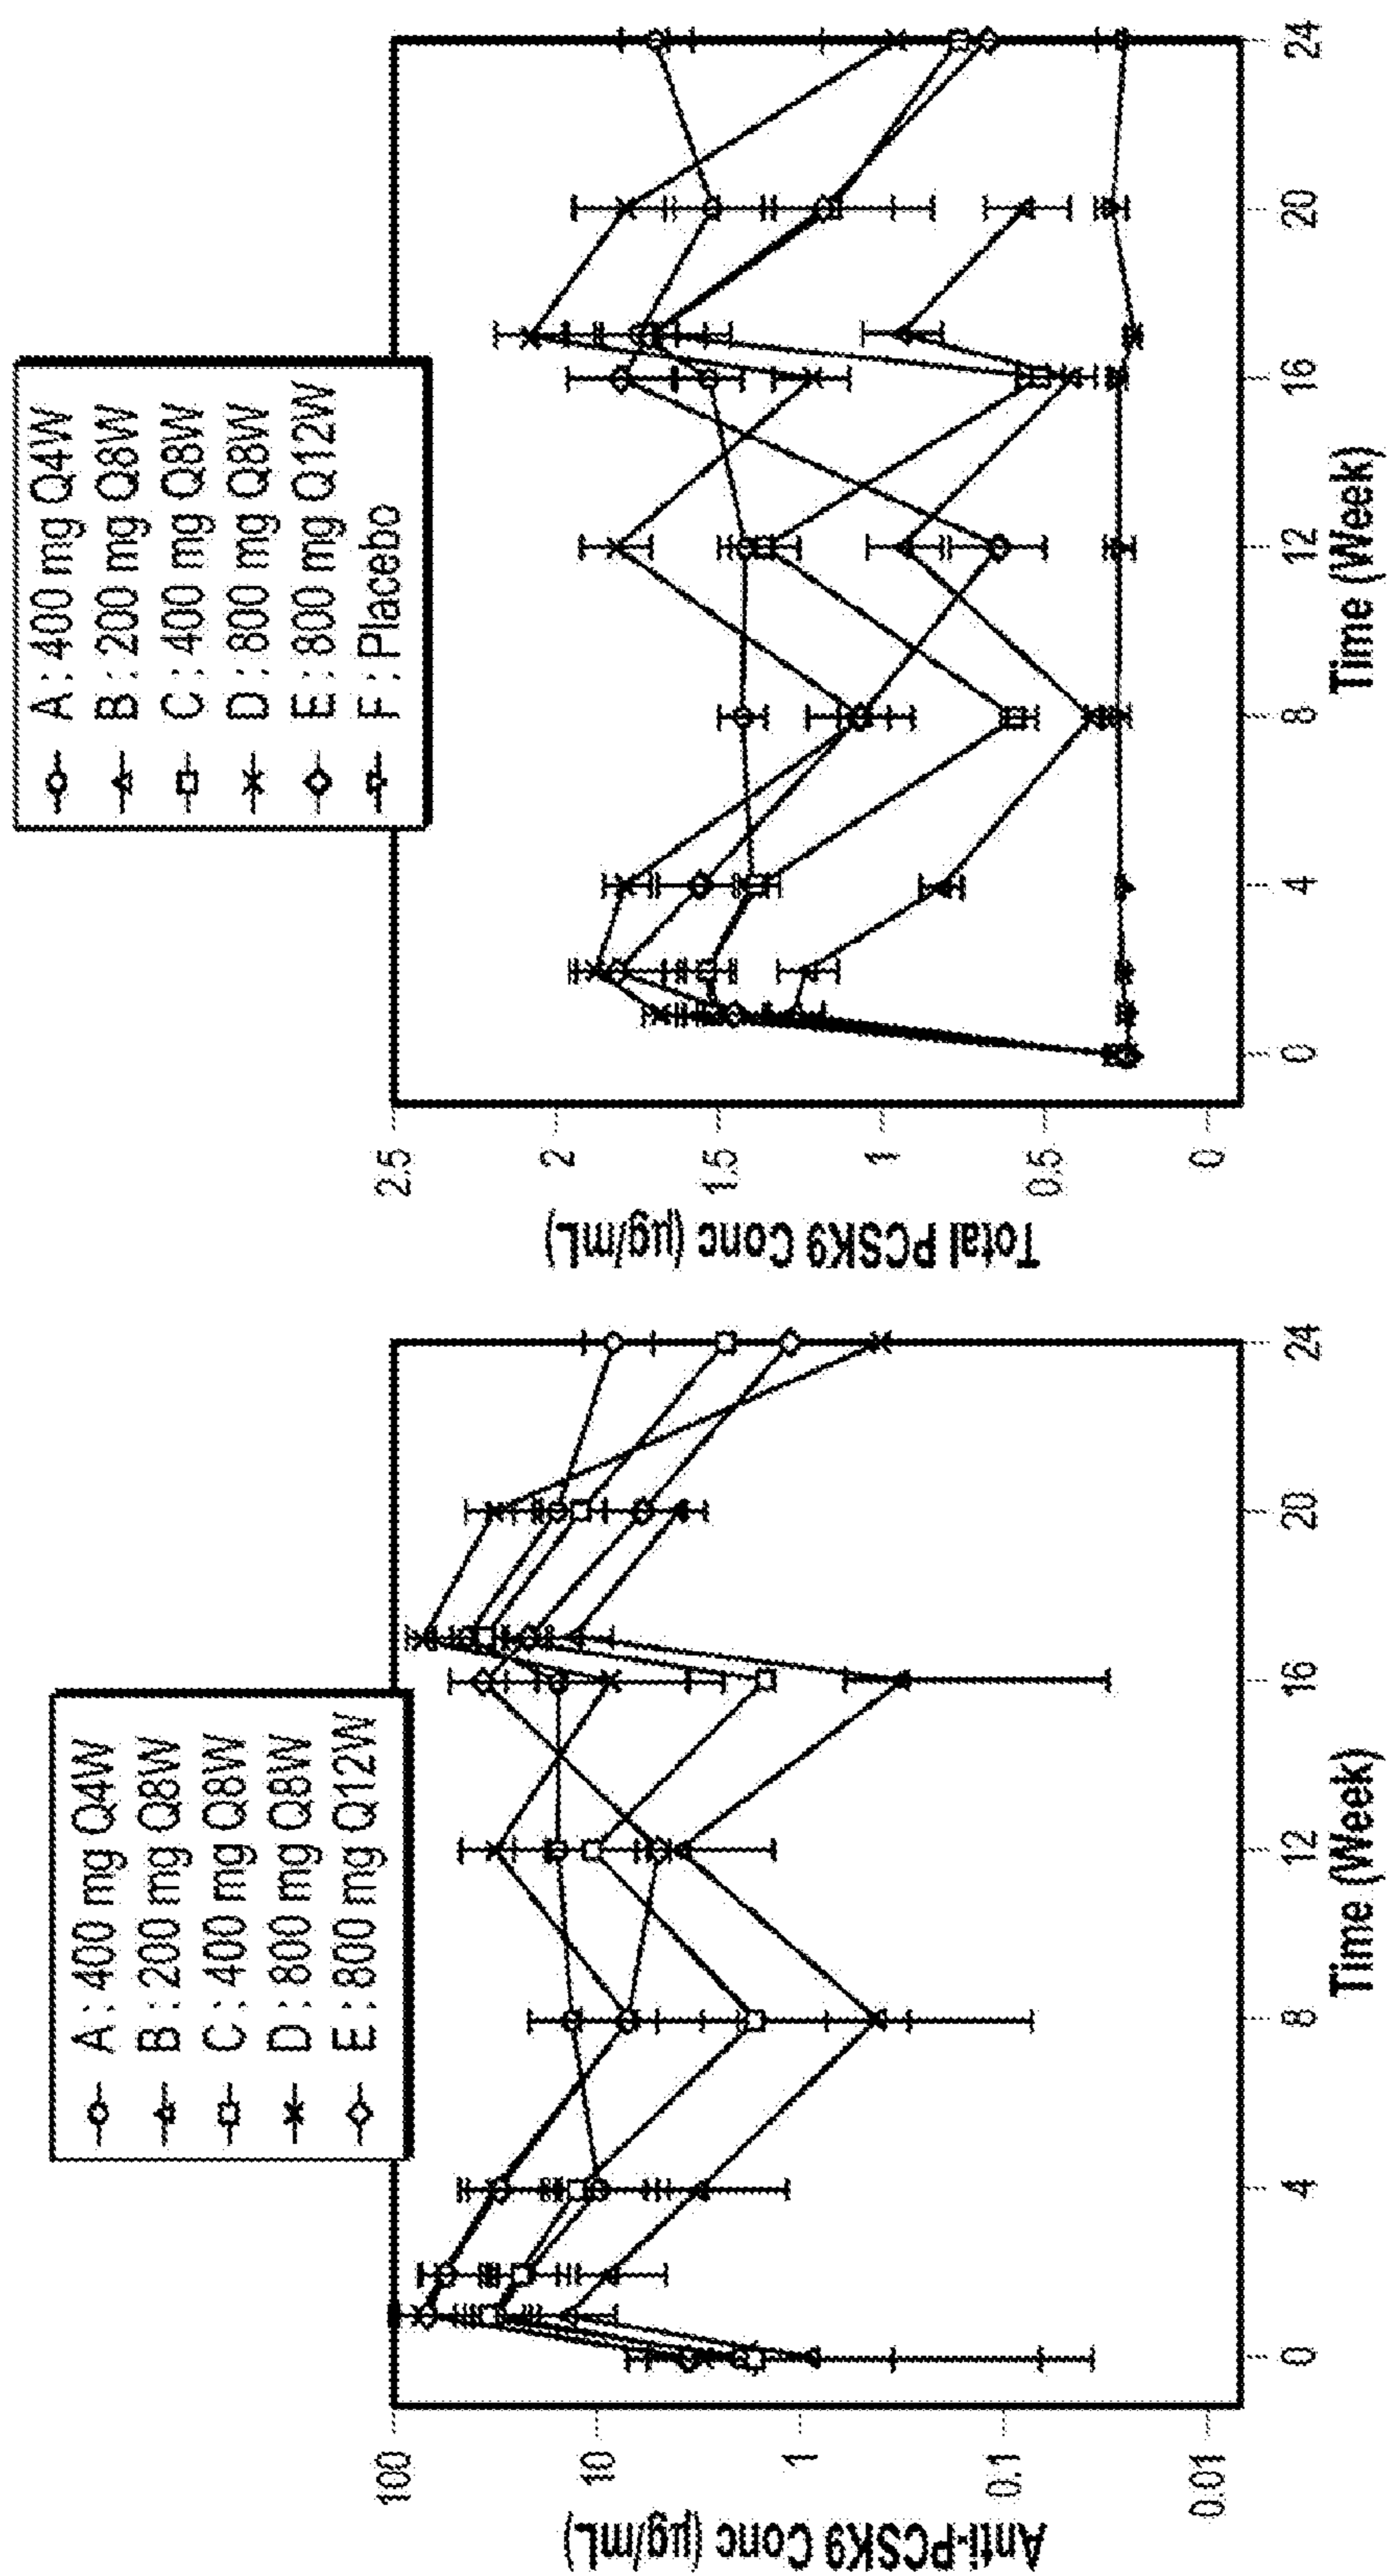 A : 400 mg Q4W
B : 200 mg Q8W
C : 400 mg Q8W
D : 800 mg Q8W
E : 800 mg Q12W
100
10
1
0.1
0.01
Anti-PCSK9 Conc (µg/mL)
0 4 8 12 16 20 24
Time (Week)
A : 400 mg Q4W
B : 200 mg Q8W
C : 400 mg Q8W
D : 800 mg Q8W
E : 800 mg Q12W
F : Placebo
2.5
2
1.5
1
0.5
0
Total PCSK9 Conc (µg/mL)
0 4 8 12 16 20 24
Time (Week)